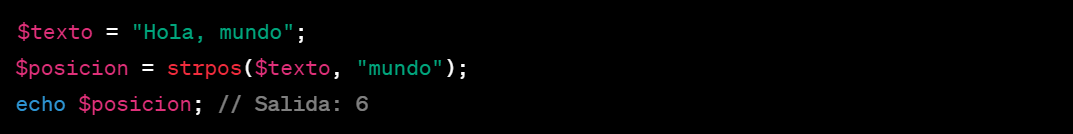 $texto = "Hola, mundo";
$posicion = strpos($texto, "mundo");
echo $posicion; // Salida: 6